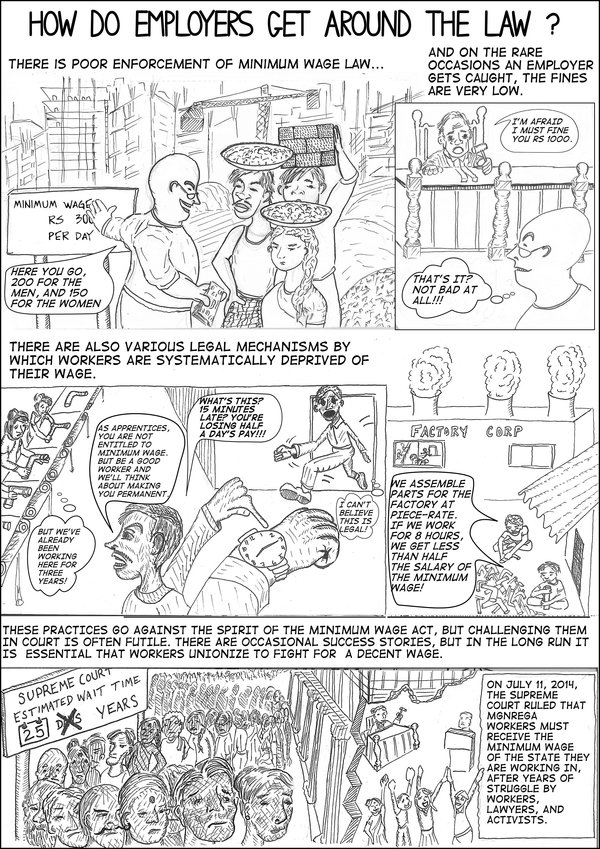 HOW DO EMPLOYERS GET AROUND THE LAW ?
THERE IS POOR ENFORCEMENT OF MINIMUM WAGE LAW...
AND ON THE RARE
OCCASIONS AN EMPLOYER
GETS CAUGHT, THE FINES
ARE VERY LOW.
MINIMUM WAGE
RS 300
PER DAY
HERE YOU GO,
200 FOR THE
MEN, AND 150
FOR THE WOMEN
I'M AFRAID
I MUST FINE
YOU RS 1000.
THAT'S IT?
NOT BAD AT
ALL!!!
THERE ARE ALSO VARIOUS LEGAL MECHANISMS BY
WHICH WORKERS ARE SYSTEMATICALLY DEPRIVED OF
THEIR WAGE.
AS APPRENTICES,
YOU ARE NOT
ENTITLED TO
MINIMUM WAGE.
BUT BE A GOOD
WORKER AND
WE'LL THINK
ABOUT MAKING
YOU PERMANENT.
BUT WE'VE
ALREADY
BEEN
WORKING
HERE FOR
THREE
YEARS!
WHAT'S THIS?
15 MINUTES
LATE? YOU'RE
LOSING HALF
A DAY'S PAY!!!
I CAN'T
BELIEVE
THIS IS
LEGAL!
FACTORY CORP
WE ASSEMBLE
PARTS FOR THE
FACTORY AT
PIECE-RATE.
IF WE WORK
FOR 8 HOURS,
WE GET LESS
THAN HALF
THE SALARY OF
THE MINIMUM
WAGE!
THESE PRACTICES GO AGAINST THE SPIRIT OF THE MINIMUM WAGE ACT, BUT CHALLENGING THEM
IN COURT IS OFTEN FUTILE. THERE ARE OCCASIONAL SUCCESS STORIES, BUT IN THE LONG RUN IT
IS ESSENTIAL THAT WORKERS UNIONIZE TO FIGHT FOR A DECENT WAGE.
SUPREME COURT
ESTIMATED WAIT TIME
25 YEARS
ON JULY 11, 2014,
THE SUPREME
COURT RULED THAT
MGNREGA
WORKERS MUST
RECEIVE THE
MINIMUM WAGE
OF THE STATE THEY
ARE WORKING IN,
AFTER YEARS OF
STRUGGLE BY
WORKERS,
LAWYERS, AND
ACTIVISTS.